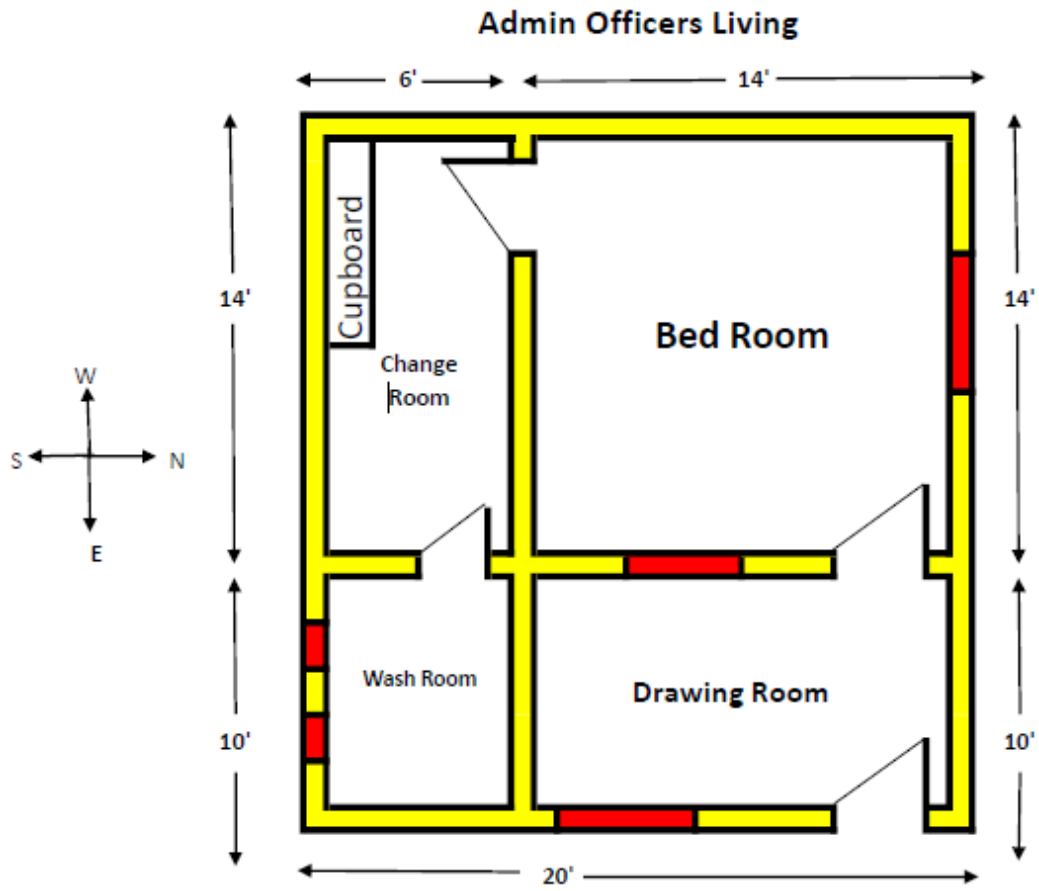 Admin Officers Living
6' 14'
Cupboard
14' 14'
Bed Room
Change
Room
W
S N
E
Wash Room
Drawing Room
10' 10'
20'